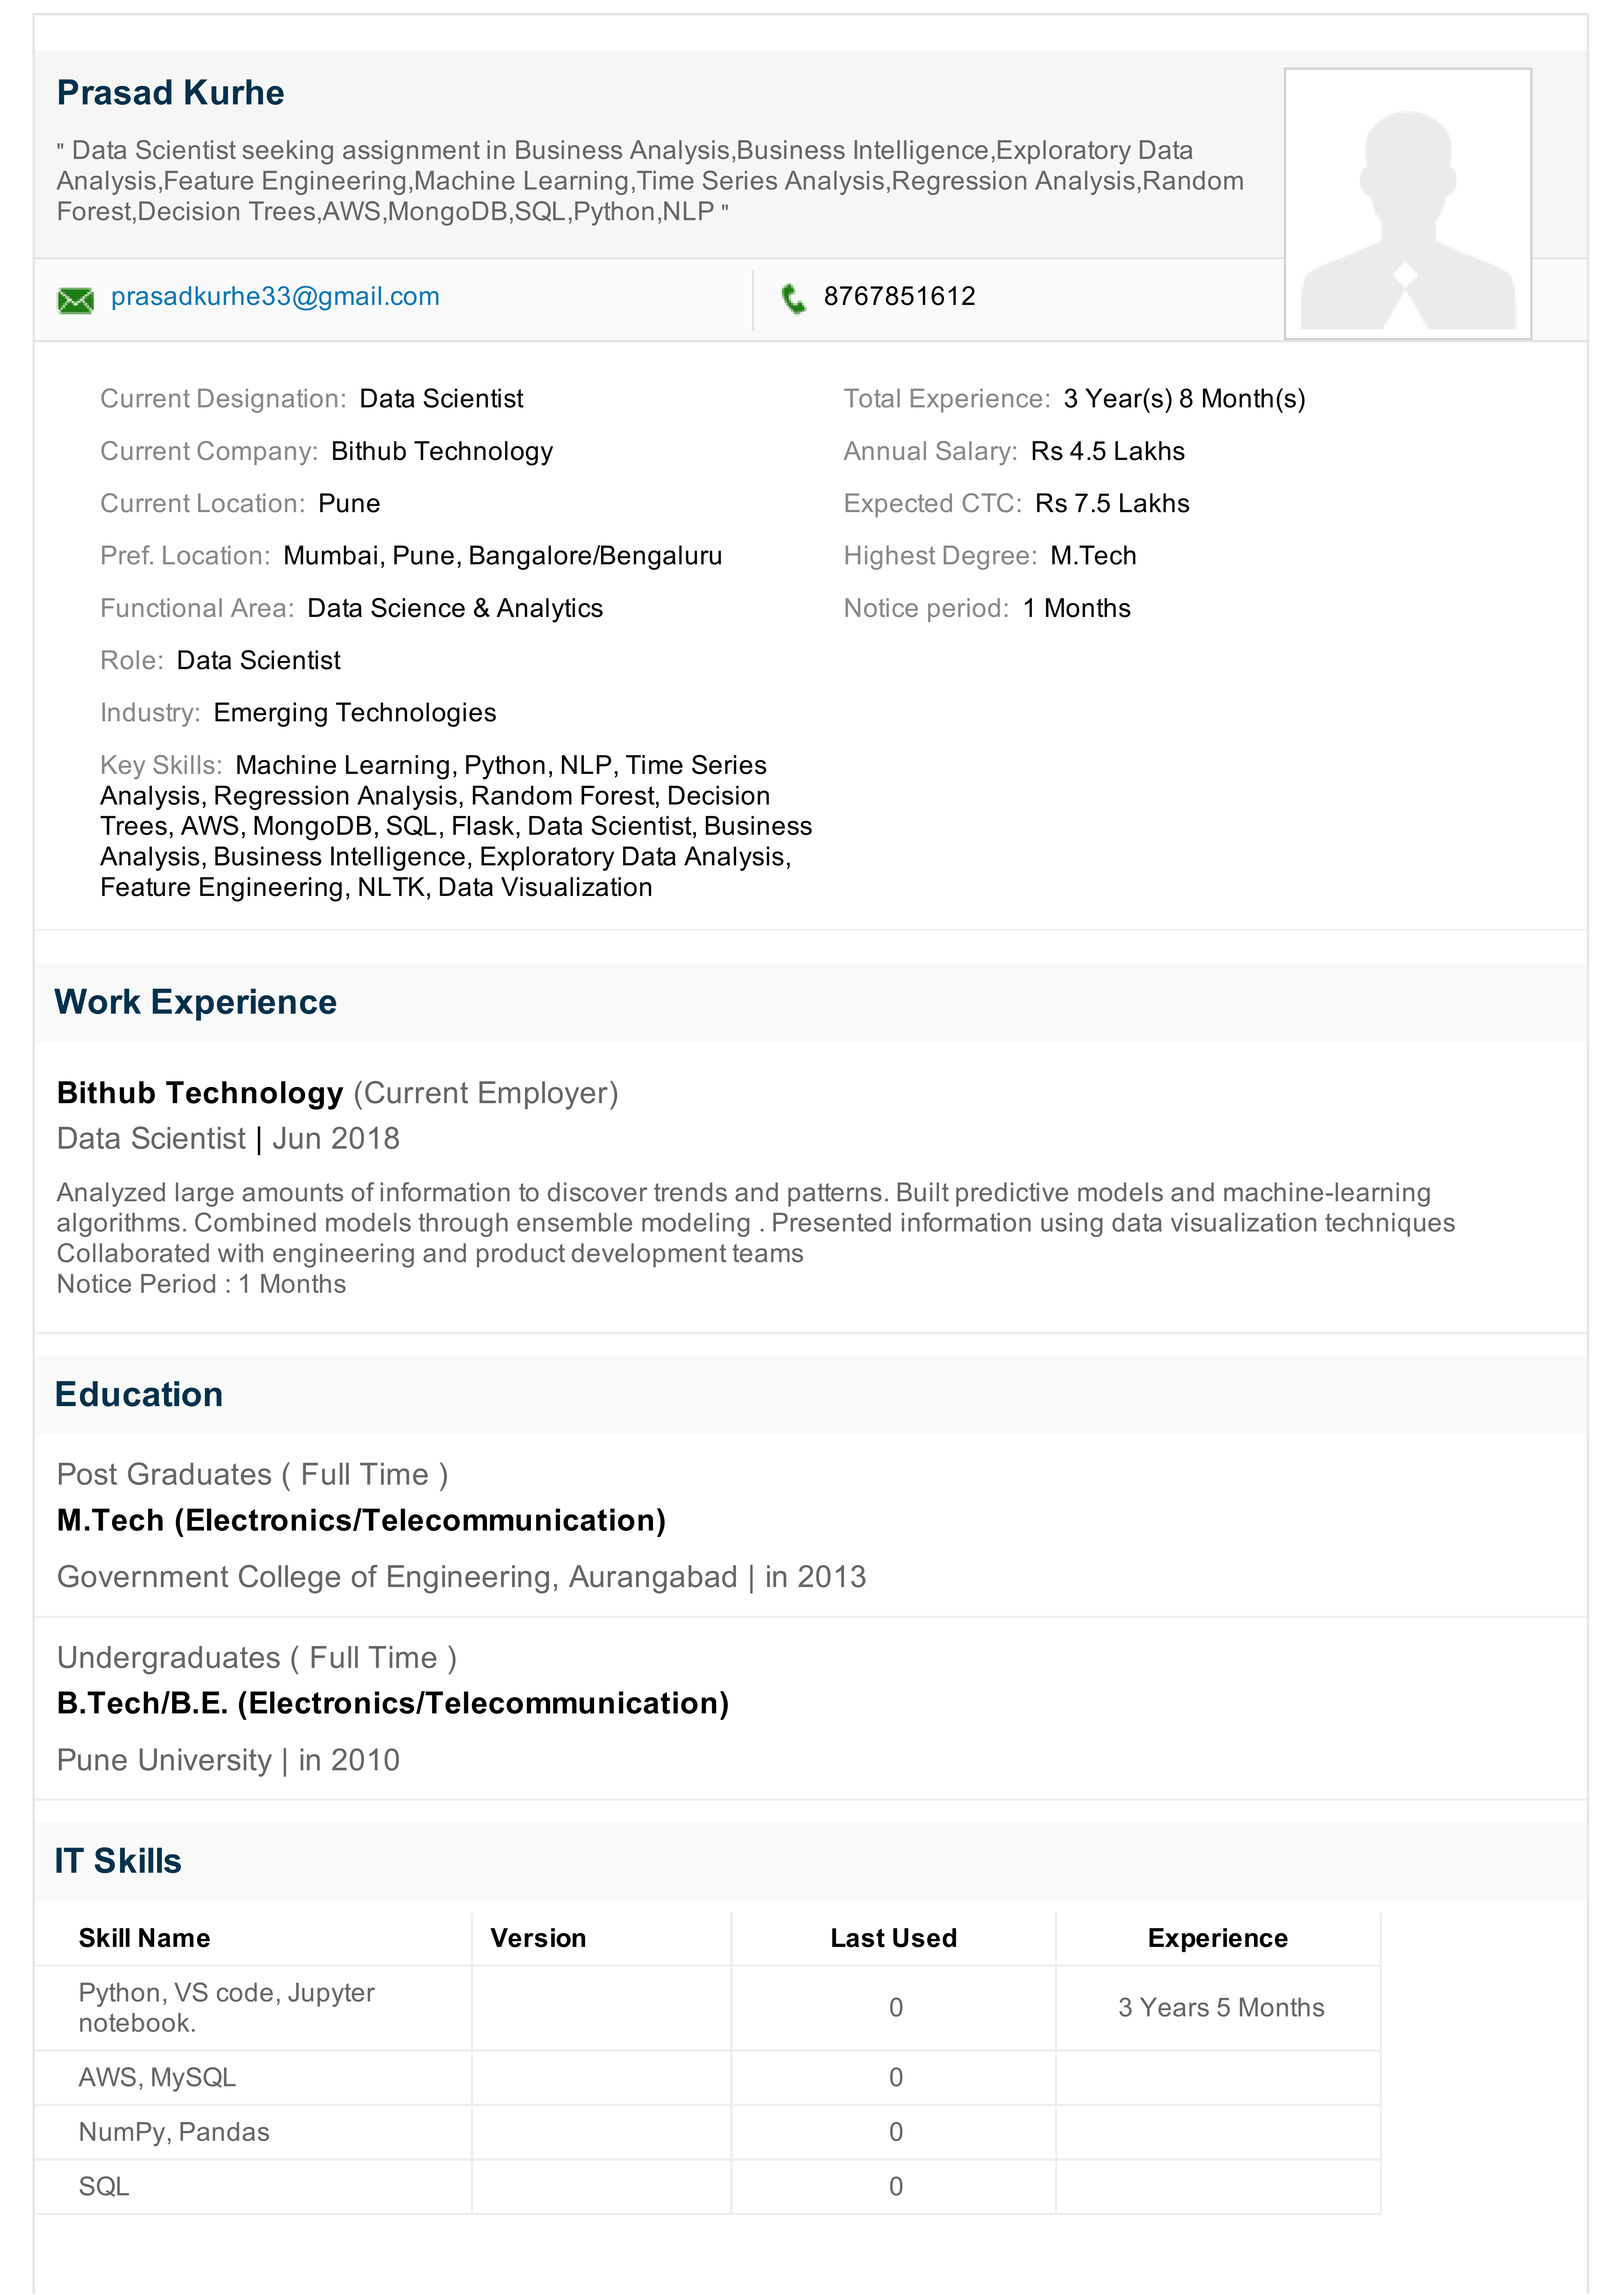 Prasad Kurhe
" Data Scientist seeking assignment in Business Analysis,Business Intelligence,Exploratory Data
Analysis,Feature Engineering,Machine Learning,Time Series Analysis,Regression Analysis,Random
Forest,Decision Trees,AWS,MongoDB,SQL,Python,NLP "
prasadkurhe33@gmail.com
8767851612
Current Designation: Data Scientist
Current Company: Bithub Technology
Current Location: Pune
Pref. Location: Mumbai, Pune, Bangalore/Bengaluru
Functional Area: Data Science & Analytics
Role: Data Scientist
Industry: Emerging Technologies
Key Skills: Machine Learning, Python, NLP, Time Series
Analysis, Regression Analysis, Random Forest, Decision
Trees, AWS, MongoDB, SQL, Flask, Data Scientist, Business
Analysis, Business Intelligence, Exploratory Data Analysis,
Feature Engineering, NLTK, Data Visualization
Total Experience: 3 Year(s) 8 Month(s)
Annual Salary: Rs 4.5 Lakhs
Expected CTC: Rs 7.5 Lakhs
Highest Degree: M.Tech
Notice period: 1 Months
Work Experience
Bithub Technology (Current Employer)
Data Scientist | Jun 2018
Analyzed large amounts of information to discover trends and patterns. Built predictive models and machine-learning
algorithms. Combined models through ensemble modeling . Presented information using data visualization techniques
Collaborated with engineering and product development teams
Notice Period : 1 Months
Education
Post Graduates ( Full Time )
M.Tech (Electronics/Telecommunication)
Government College of Engineering, Aurangabad | in 2013
Undergraduates ( Full Time )
B.Tech/B.E. (Electronics/Telecommunication)
Pune University | in 2010
IT Skills
Skill Name Version Last Used Experience
Python, VS code, Jupyter
notebook. 0 3 Years 5 Months
AWS, MySQL 0
NumPy, Pandas 0
SQL 0